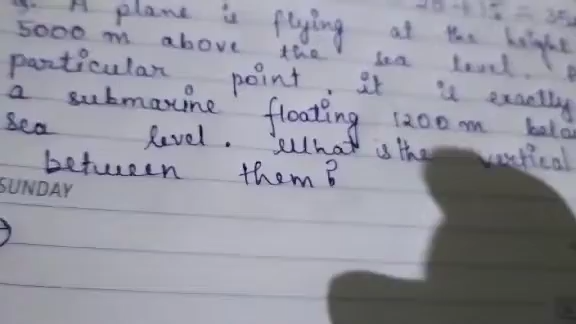 A plane is flying at the height
5000 m above the sea level.
particular point, it is exactly
a submarine floating 1200 m below
sea level. What is the vertical
between them?
SUNDAY